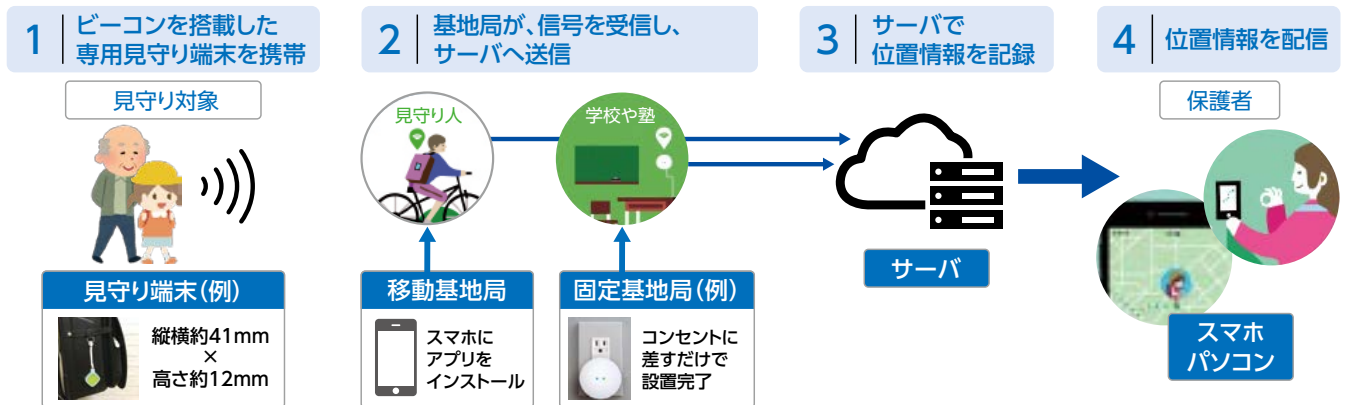 1
ビーコンを搭載した
専用見守り端末を携帯
2
基地局が、信号を受信し、
サーバへ送信
3
サーバで
位置情報を記録
4
位置情報を配信
見守り対象
見守り人
学校や塾
保護者
見守り端末(例)
縦横約41mm
×
高さ約12mm
移動基地局
スマホに
アプリを
インストール
固定基地局(例)
コンセントに
差すだけで
設置完了
サーバ
スマホ
パソコン